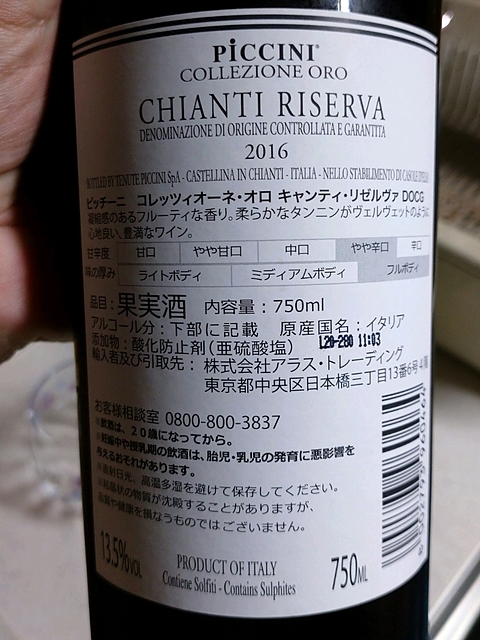 PiCCiNi®
COLLEZIONE ORO
CHIANTI RISERVA
DENOMINAZIONE DI ORIGINE CONTROLLATA E GARANTITA
2016
BOTTLED BY TENUTE PICCINI SpA - CASTELLINA IN CHIANTI - ITALIA - NELLO STABILIMENTO DI CASOLE D'ELSA
ピッチーニ コレッツィオーネ・オロ キャンティ・リゼルヴァ DOCG
凝縮感のあるフルーティな香り。柔らかなタンニンがヴェルヴェットのように
心地良い、豊満なワイン。
甘辛度 甘口 やや甘口 中口 やや辛口 辛口
味の厚み ライトボディ ミディアムボディ フルボディ
品目：果実酒 内容量：750ml
アルコール分：下部に記載 原産国名：イタリア
添加物：酸化防止剤（亜硫酸塩） L20-280 11:03
輸入者及び引取先： 株式会社アラス・トレーディング
東京都中央区日本橋三丁目13番6号4階
お客様相談室 0800-800-3837
※飲酒は、２０歳になってから。
※妊娠中や授乳期の飲酒は、胎児・乳児の発育に悪影響を
与えるおそれがあります。
※直射日光、高温多湿を避けて保存してください。
※結晶状の物質が沈殿することがありますが、
品質や健康を損なうものではございません。
13.5%VOL
PRODUCT OF ITALY
Contiene Solfiti - Contains Sulphites
750ML